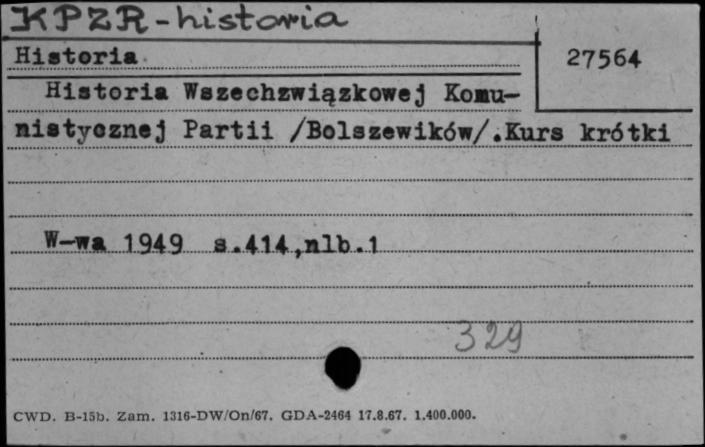 KPZR-historia
Historia
27564
Historia Wszechzwiązkowej Komu-
nistycznej Partii /Bolszewików/.Kurs krótki
W-wa 1949 s.414,nlb.1
329
CWD. B-15b. Zam. 1316-DW/On/67. GDA-2464 17.8.67. 1.400.000.